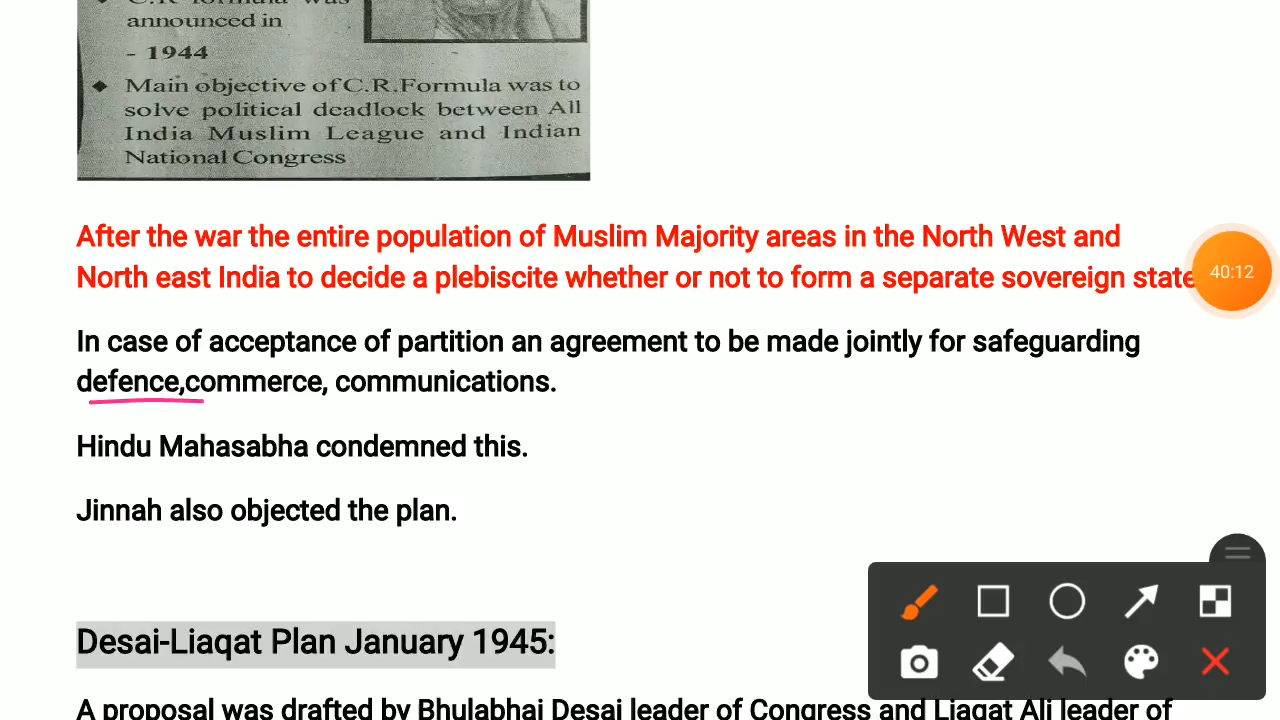 C.R formula was
announced in
- 1944
Main objective of C.R.Formula was to
solve political deadlock between All
India Muslim League and Indian
National Congress
After the war the entire population of Muslim Majority areas in the North West and
North east India to decide a plebiscite whether or not to form a separate sovereign state
40:12
In case of acceptance of partition an agreement to be made jointly for safeguarding
defence,commerce, communications.
Hindu Mahasabha condemned this.
Jinnah also objected the plan.
Desai-Liaqat Plan January 1945:
A proposal was drafted by Bhulabhai Desai leader of Congress and Liaqat Ali leader of